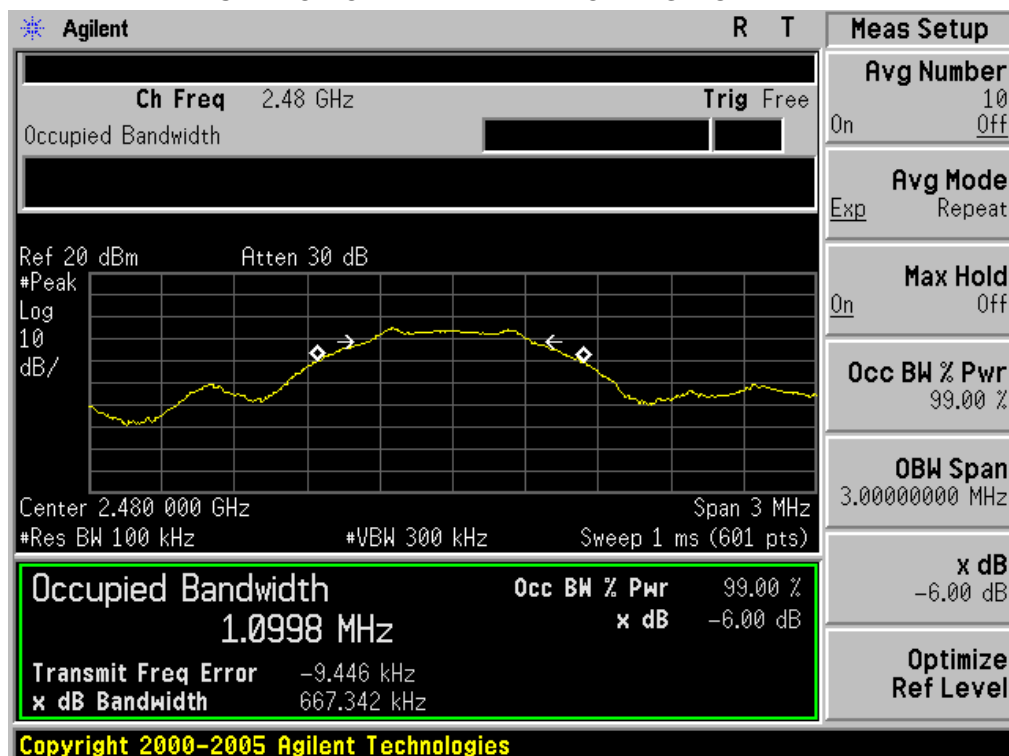 Agilent R T
Ch Freq 2.48 GHz Trig Free
Occupied Bandwidth
Ref 20 dBm Atten 30 dB
#Peak
Log
10
dB/
Center 2.480 000 GHz Span 3 MHz
#Res BW 100 kHz #VBW 300 kHz Sweep 1 ms (601 pts)
Occupied Bandwidth Occ BW % Pwr 99.00 %
1.0998 MHz x dB -6.00 dB
Transmit Freq Error -9.446 kHz
x dB Bandwidth 667.342 kHz
Copyright 2000-2005 Agilent Technologies
Meas Setup
Avg Number
10
On Off
Avg Mode
Exp Repeat
Max Hold
On Off
Occ BW % Pwr
99.00 %
OBW Span
3.00000000 MHz
x dB
-6.00 dB
Optimize
Ref Level